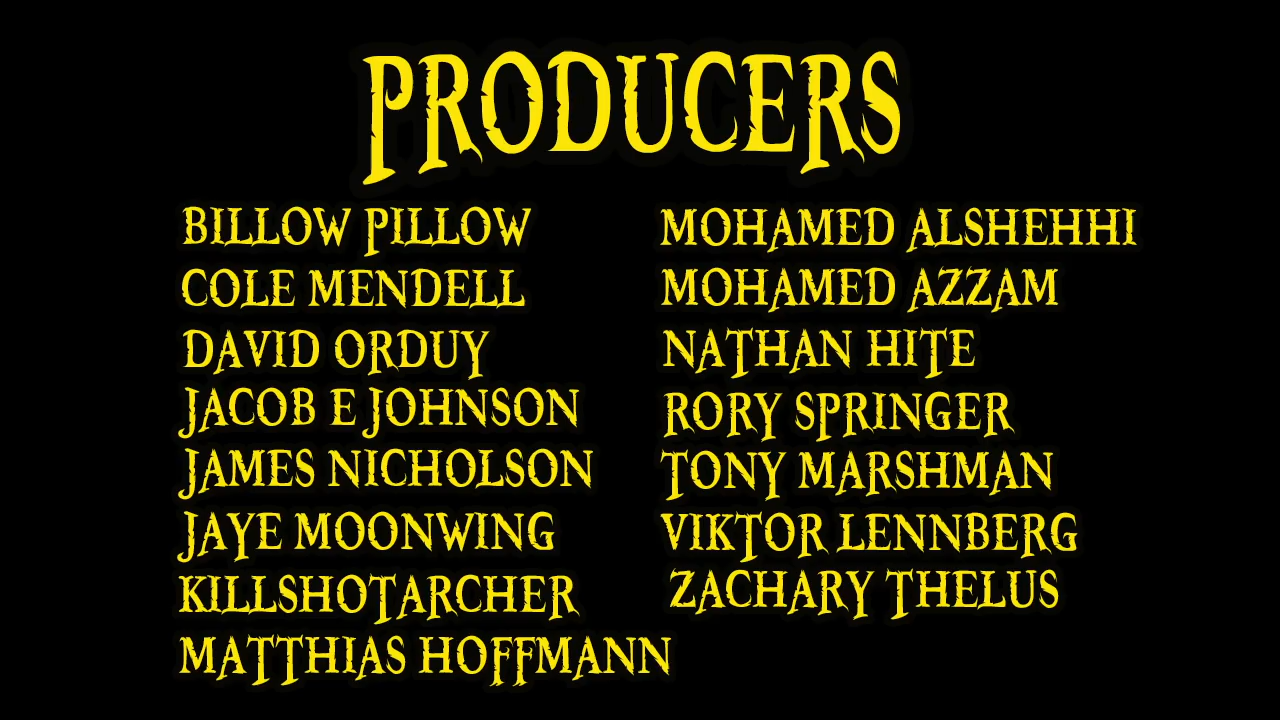 PRODUCERS
BILLOW PILLOW
COLE MENDELL
DAVID ORDUY
JACOB E JOHNSON
JAMES NICHOLSON
JAYE MOONWING
KILLSHOTARCHER
MATTHIAS HOFFMANN
MOHAMED ALSHEHHI
MOHAMED AZZAM
NATHAN HITE
RORY SPRINGER
TONY MARSHMAN
VIKTOR LENNBERG
ZACHARY THELUS